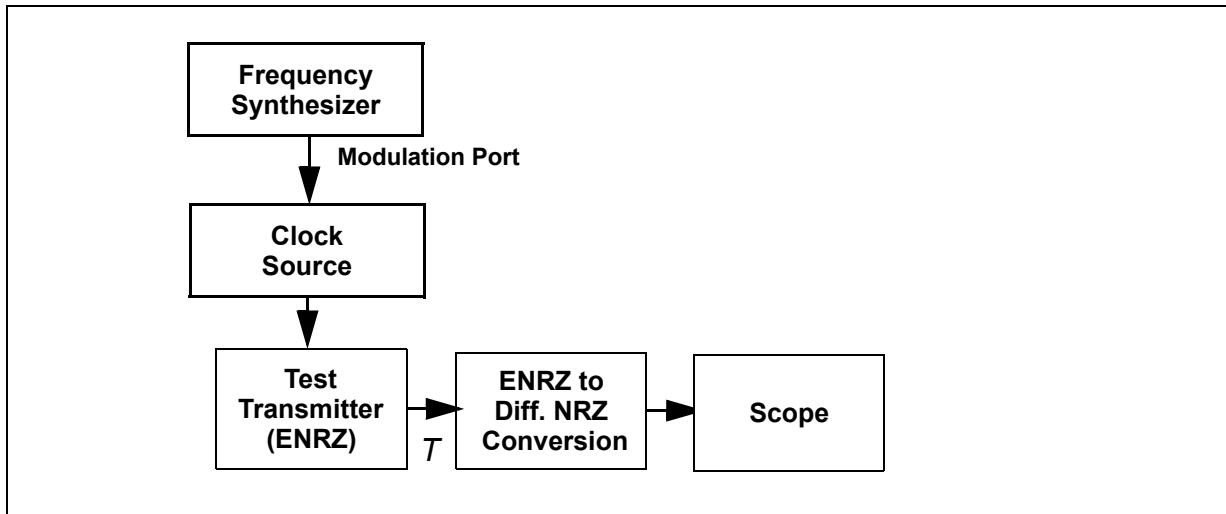 Frequency
Synthesizer
Modulation Port
Clock
Source
Test
Transmitter
(ENRZ)
T
ENRZ to
Diff. NRZ
Conversion
Scope